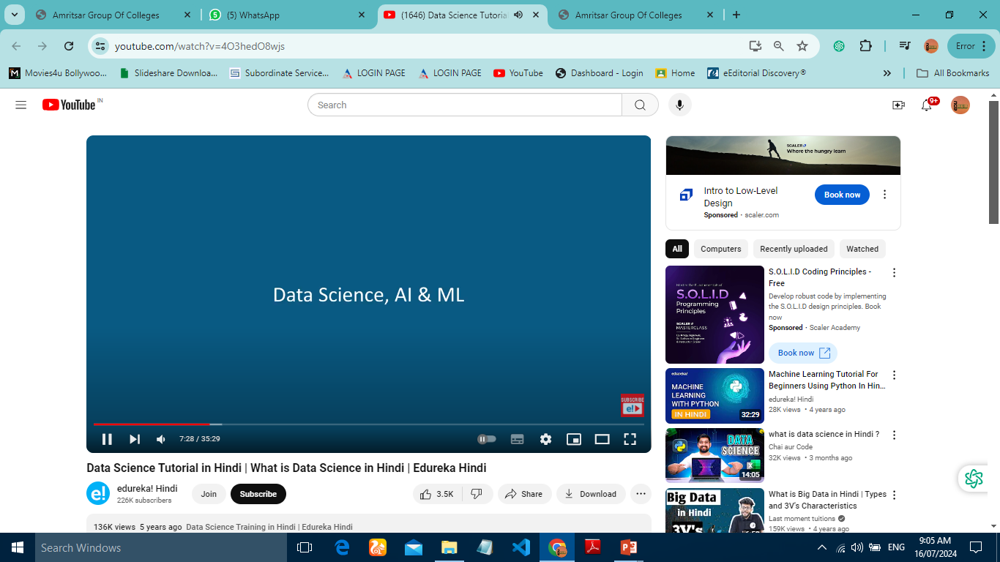 Amritsar Group Of Colleges
(5) WhatsApp
(1646) Data Science Tutorial
Amritsar Group Of Colleges
youtube.com/watch?v=4O3hedO8wjs
Error
Movies4u Bollywoo...
Slideshare Downloa...
Subordinate Service...
LOGIN PAGE
LOGIN PAGE
YouTube
Dashboard - Login
Home
eEditorial Discovery®
All Bookmarks
YouTube IN
Search
9+
Data Science, AI & ML
SUBSCRIBE
e!
7:28 / 35:29
Data Science Tutorial in Hindi | What is Data Science in Hindi | Edureka Hindi
e!
edureka! Hindi
226K subscribers
Join
Subscribe
3.5K
Share
Download
136K views 5 years ago Data Science Training in Hindi | Edureka Hindi
SCALER
Where the hungry learn
Intro to Low-Level
Design
Sponsored · scaler.com
Book now
All
Computers
Recently uploaded
Watched
Master the Fundamentals of
S.O.L.I.D
Programming
Principles
SCALER
MASTERCLASS
S.O.L.I.D Coding Principles -
Free
Develop robust code by implementing
the S.O.L.I.D design principles. Book
now
Sponsored · Scaler Academy
Book now
edureka!
MACHINE
LEARNING
WITH PYTHON
IN HINDI
32:29
Machine Learning Tutorial For
Beginners Using Python In Hin...
edureka! Hindi
28K views • 4 years ago
DATA
SCIENCE
14:05
what is data science in Hindi ?
Chai aur Code
32K views • 3 months ago
Big Data
in Hindi
3V's
What is Big Data in Hindi | Types
and 3V's Characteristics
Last moment tuitions
159K views • 4 years ago
Search Windows
ENG
9:05 AM
16/07/2024